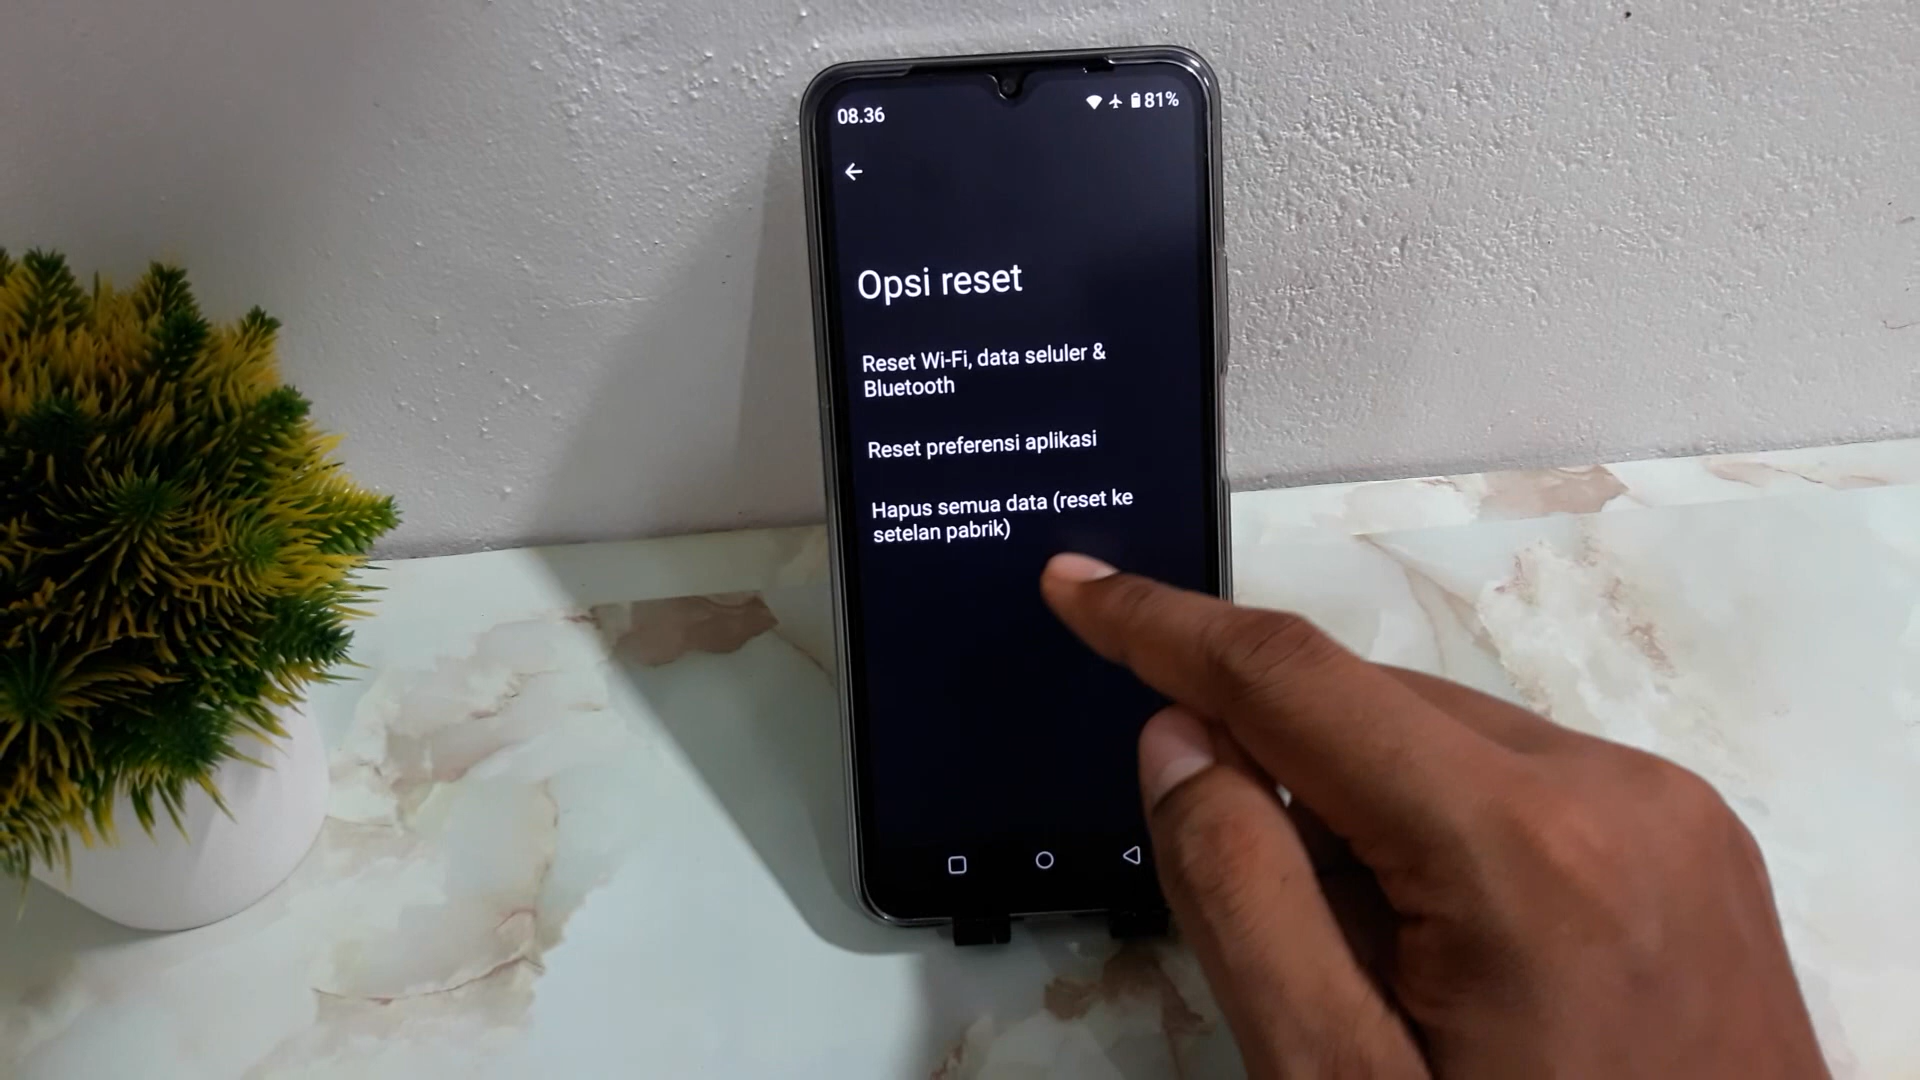 08.36
81%
Opsi reset
Reset Wi-Fi, data seluler &
Bluetooth
Reset preferensi aplikasi
Hapus semua data (reset ke
setelan pabrik)